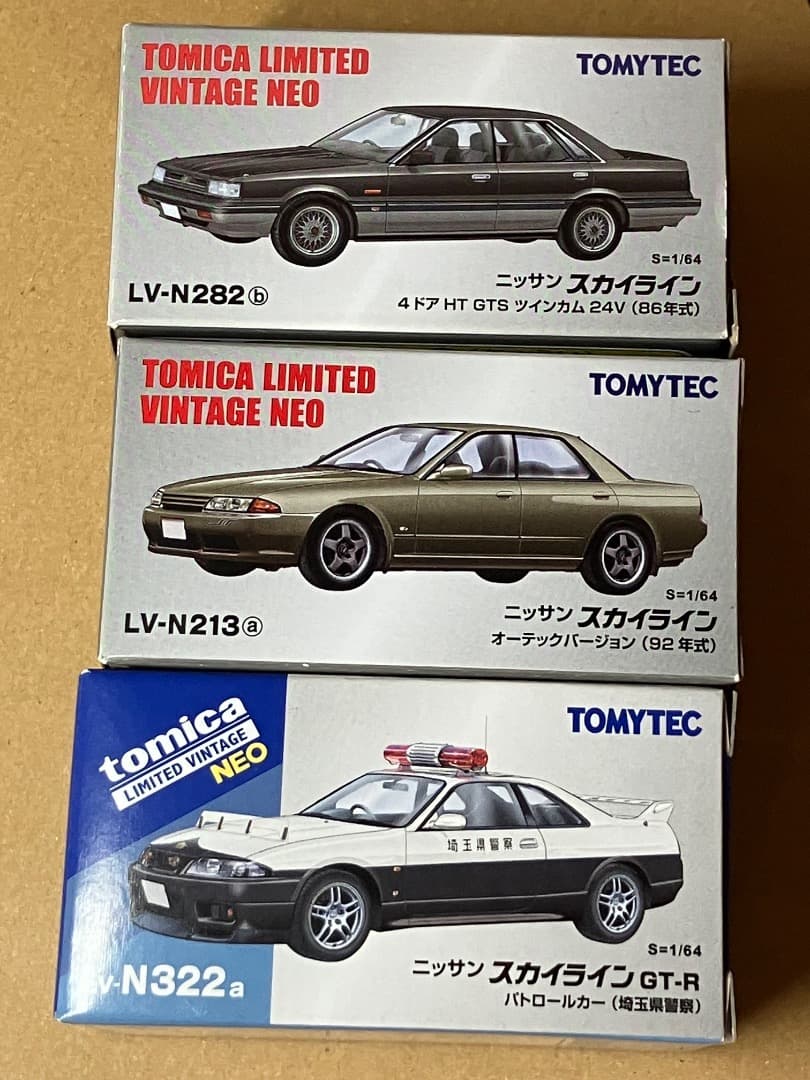 TOMICA LIMITED
VINTAGE NEO
TOMYTEC
S=1/64
LV-N282ⓑ
ニッサン スカイライン
4ドア HT GTS ツインカム 24V (86年式)
TOMICA LIMITED
VINTAGE NEO
TOMYTEC
S=1/64
LV-N213ⓐ
ニッサン スカイライン
オーテックバージョン (92年式)
tomica
LIMITED VINTAGE
NEO
TOMYTEC
埼玉県警察
S=1/64
LV-N322a
ニッサン スカイライン GT-R
パトロールカー (埼玉県警察)